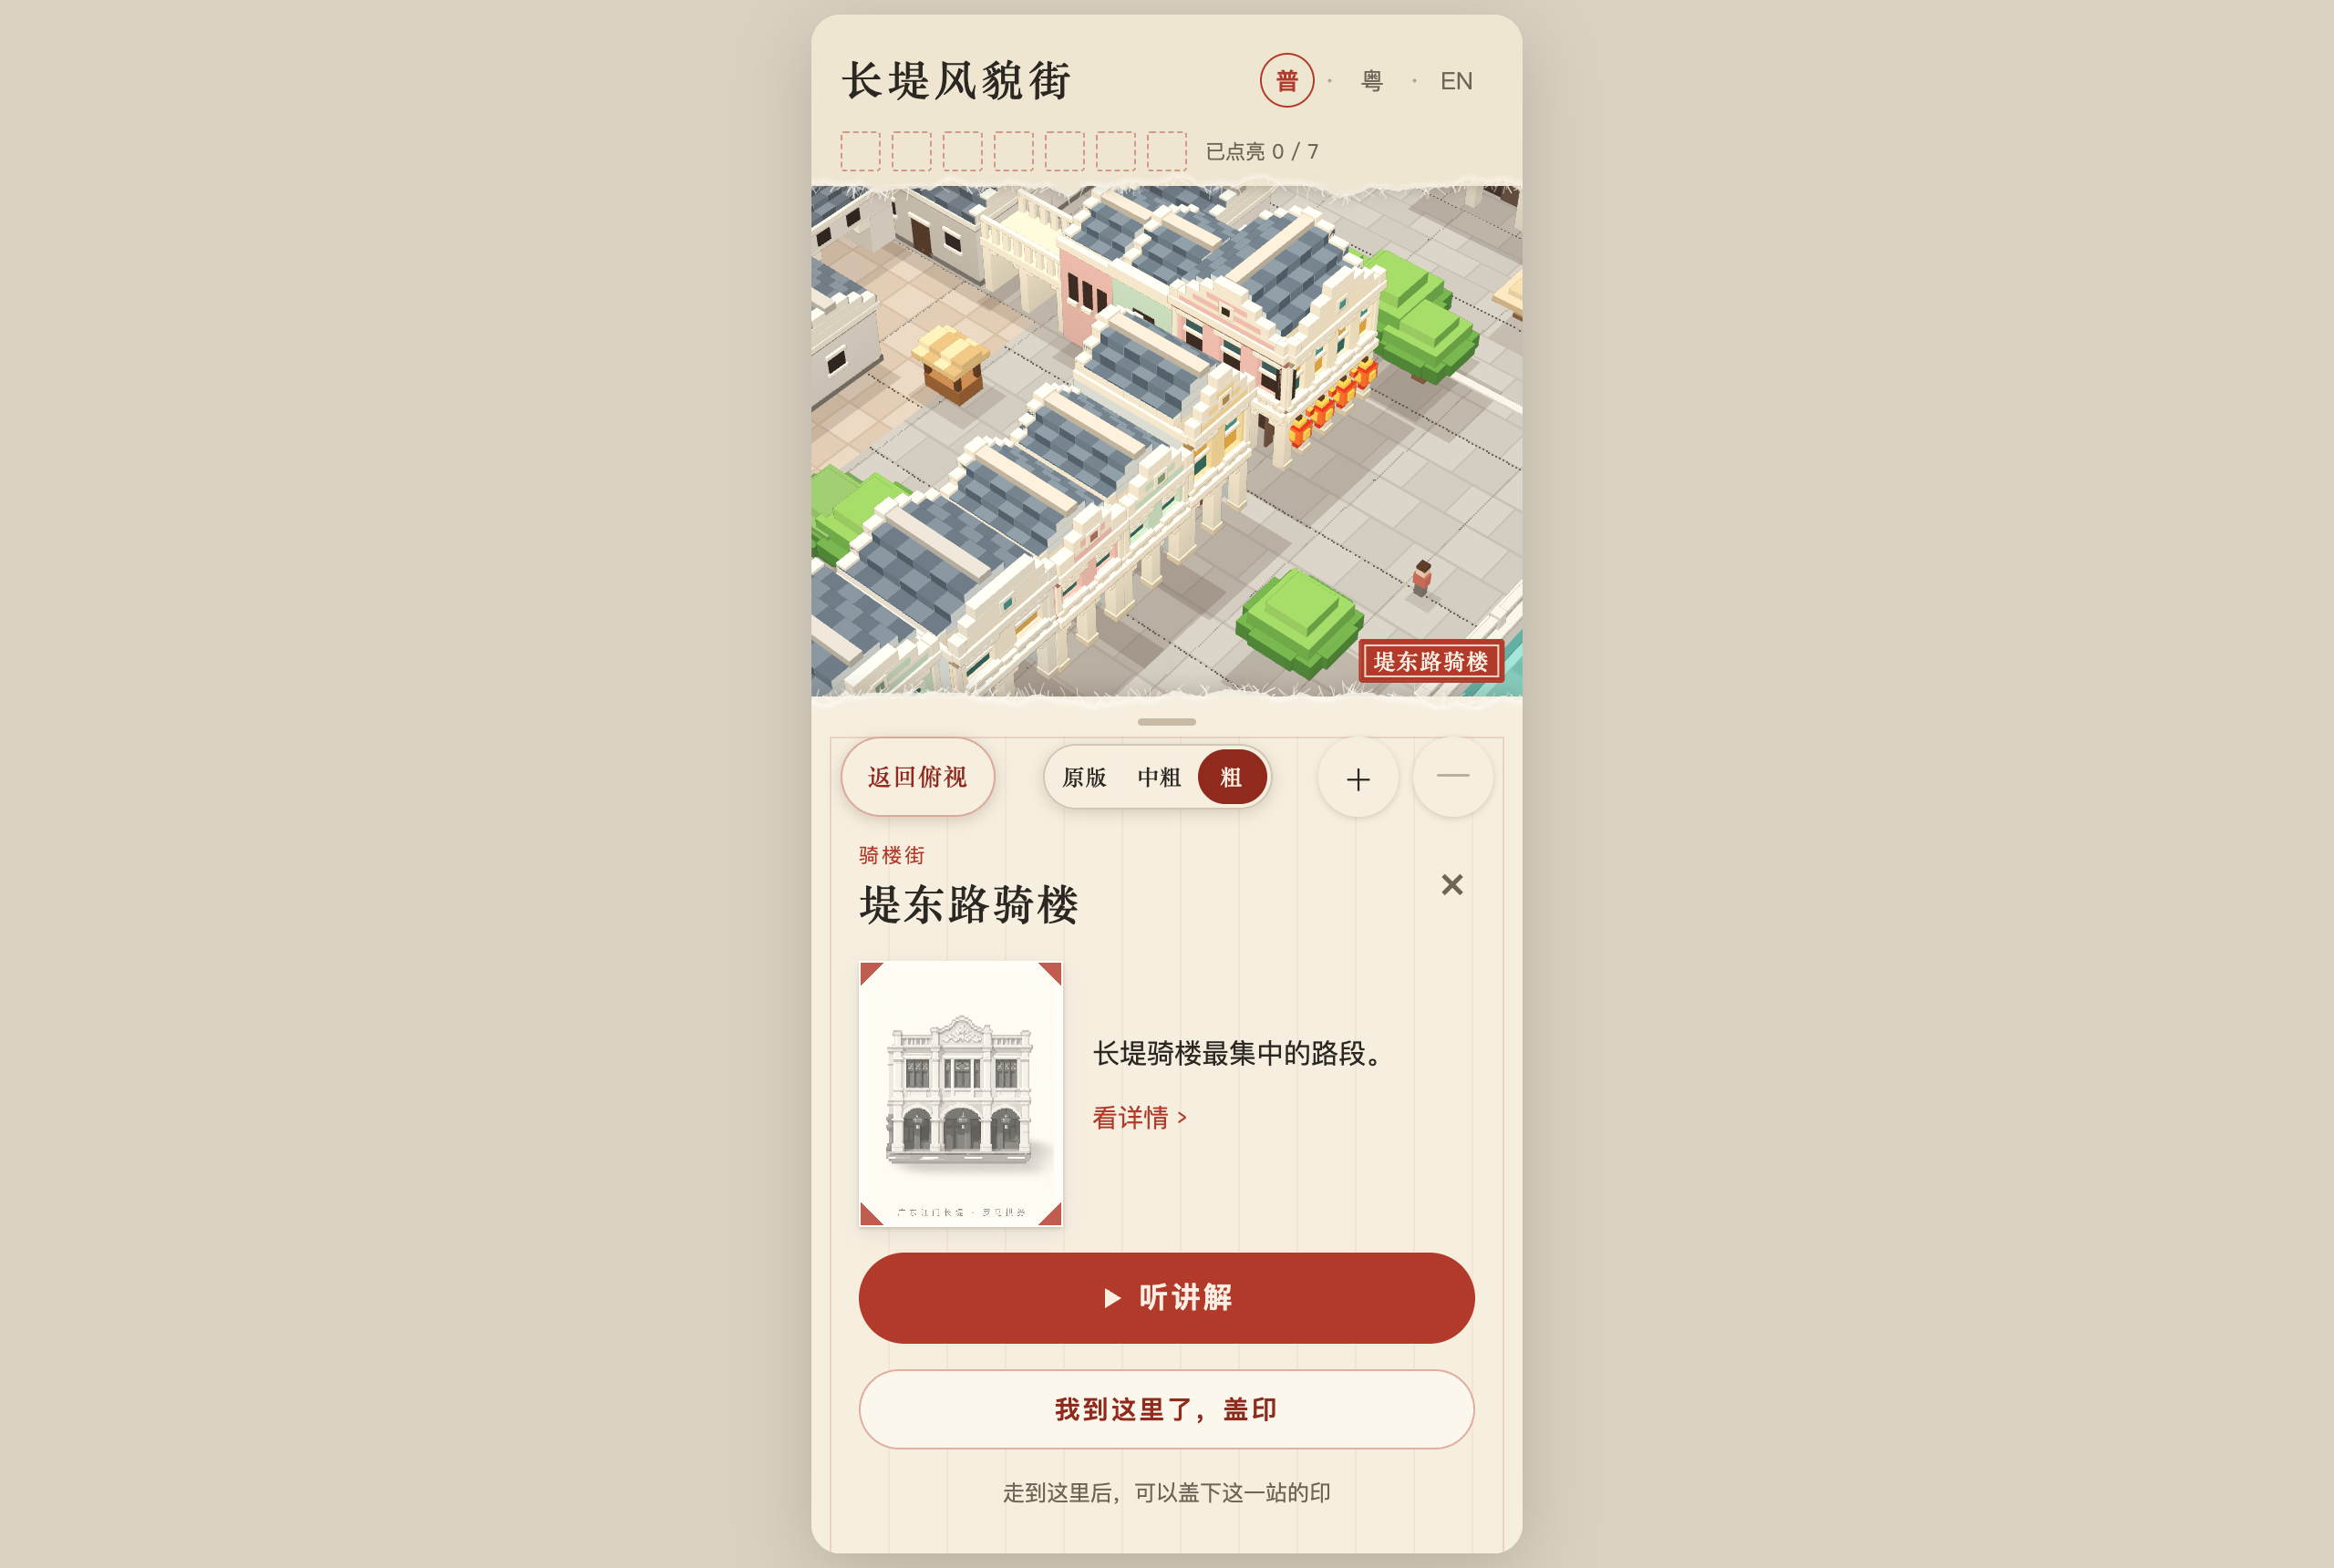 长堤风貌街
普 · 粤 · EN
已点亮 0 / 7
堤东路骑楼
返回俯视
原版 中粗 粗
+ —
骑楼街
堤东路骑楼
×
长堤骑楼最集中的路段。
看详情 ›
▶ 听讲解
我到这里了，盖印
走到这里后，可以盖下这一站的印